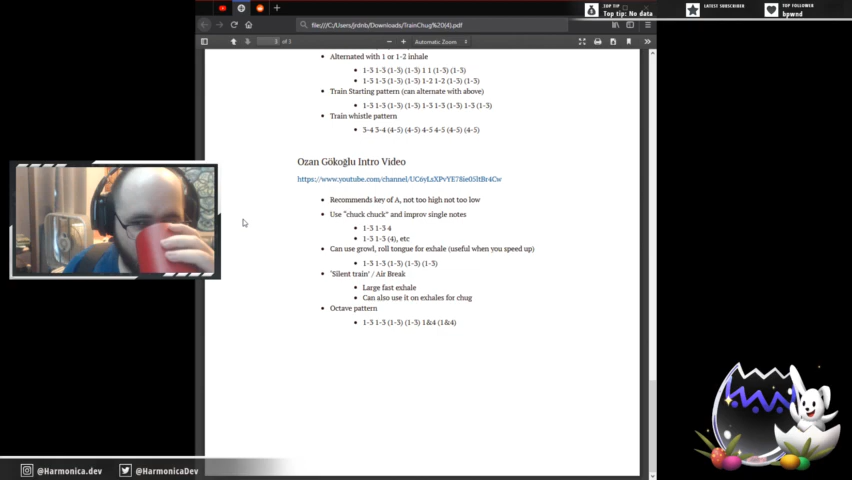 TOP TIP
Top tip: No data
LATEST SUBSCRIBER
TOP FOLLOWER
bpwnd
file:///C:/Users/jrdnb/Downloads/TrainChug%20(4).pdf
of 2
Automatic Zoom
Alternated with 1 or 1-2 inhale
1-3 1-3 (1-3) (1-3) 1 1 (1-3) (1-3)
1-3 1-3 (1-3) (1-3) 1-2 1-2 (1-3) (1-3)
Train Starting pattern (can alternate with above)
1-3 1-3 (1-3) (1-3) 1-3 1-3 (1-3) 1-3 (1-3)
Train whistle pattern
3-4 3-4 (4-5) (4-5) 4-5 4-5 (4-5) (4-5)
Ozan Gökoğlu Intro Video
Recommends key of A, not too high not too low
Use "chuck chuck" and improv single notes
1-3 1-3 4
1-3 1-3 (4), etc
Can use growl, roll tongue for exhale (useful when you speed up)
1-3 1-3 (1-3) (1-3) (1-3)
'Silent train' / Air Break
Large fast exhale
Can also use it on exhales for chug
Octave pattern
1-3 1-3 (1-3) (1-3) 1&4 (1&4)
@Harmonica.dev
@HarmonicaDev